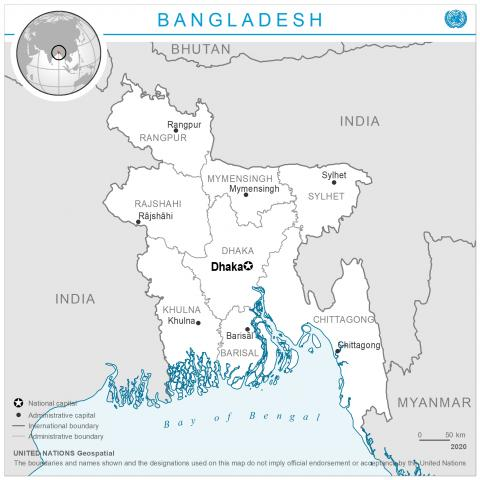 BANGLADESH
BHUTAN
INDIA
Rangpur
RANGPUR
MYMENSINGH
Mymensingh
Sylhet
SYLHET
RAJSHAHI
Rājshāhi
DHAKA
Dhaka
INDIA
KHULNA
Khulna
CHITTAGONG
Barisāl
BARISAL
Chittagong
MYANMAR
Bay of Bengal
National capital
Administrative capital
International boundary
Administrative boundary
0 50 km
2020
UNITED NATIONS Geospatial
The boundaries and names shown and the designations used on this map do not imply official endorsement or acceptance by the United Nations